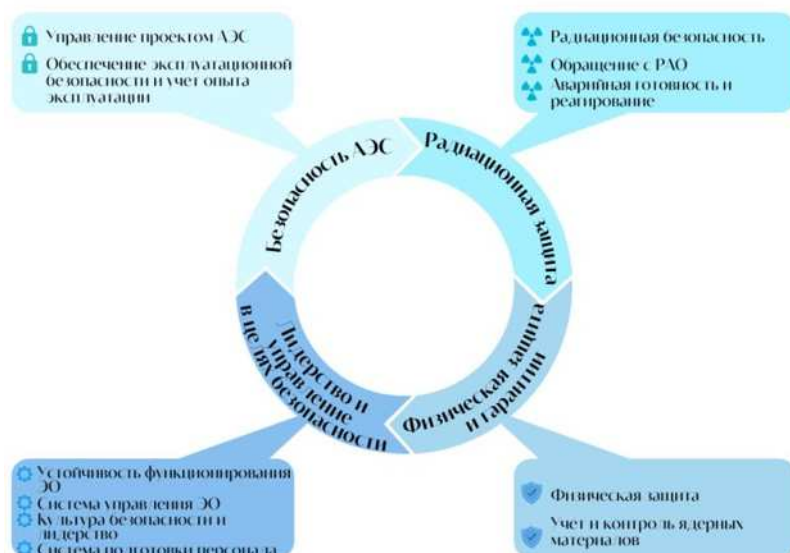 Управление проектом АЭС
Обеспечение эксплуатационной
безопасности и учет опыта
эксплуатации
Радиационная безопасность
Обращение с РАО
Аварийная готовность и
реагирование
Безопасность АЭС
Радиационная защита
Физическая защита
и гарантии
Лидерство и
управление
в целях безопасности
Устойчивость функционирования
ЭО
Система управления ЭО
Культура безопасности и
лидерство
Система подготовки персонала
Физическая защита
Учет и контроль ядерных
материалов